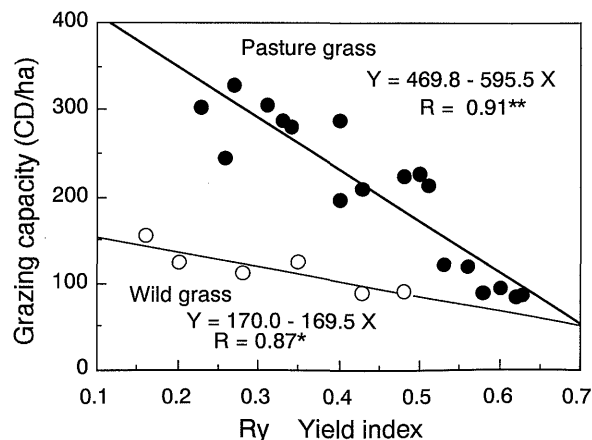 400
300
200
100
0
Grazing capacity (CD/ha)
Pasture grass
Y = 469.8 - 595.5 X
R = 0.91**
Wild grass
Y = 170.0 - 169.5 X
R = 0.87*
0.1 0.2 0.3 0.4 0.5 0.6 0.7
Ry Yield index